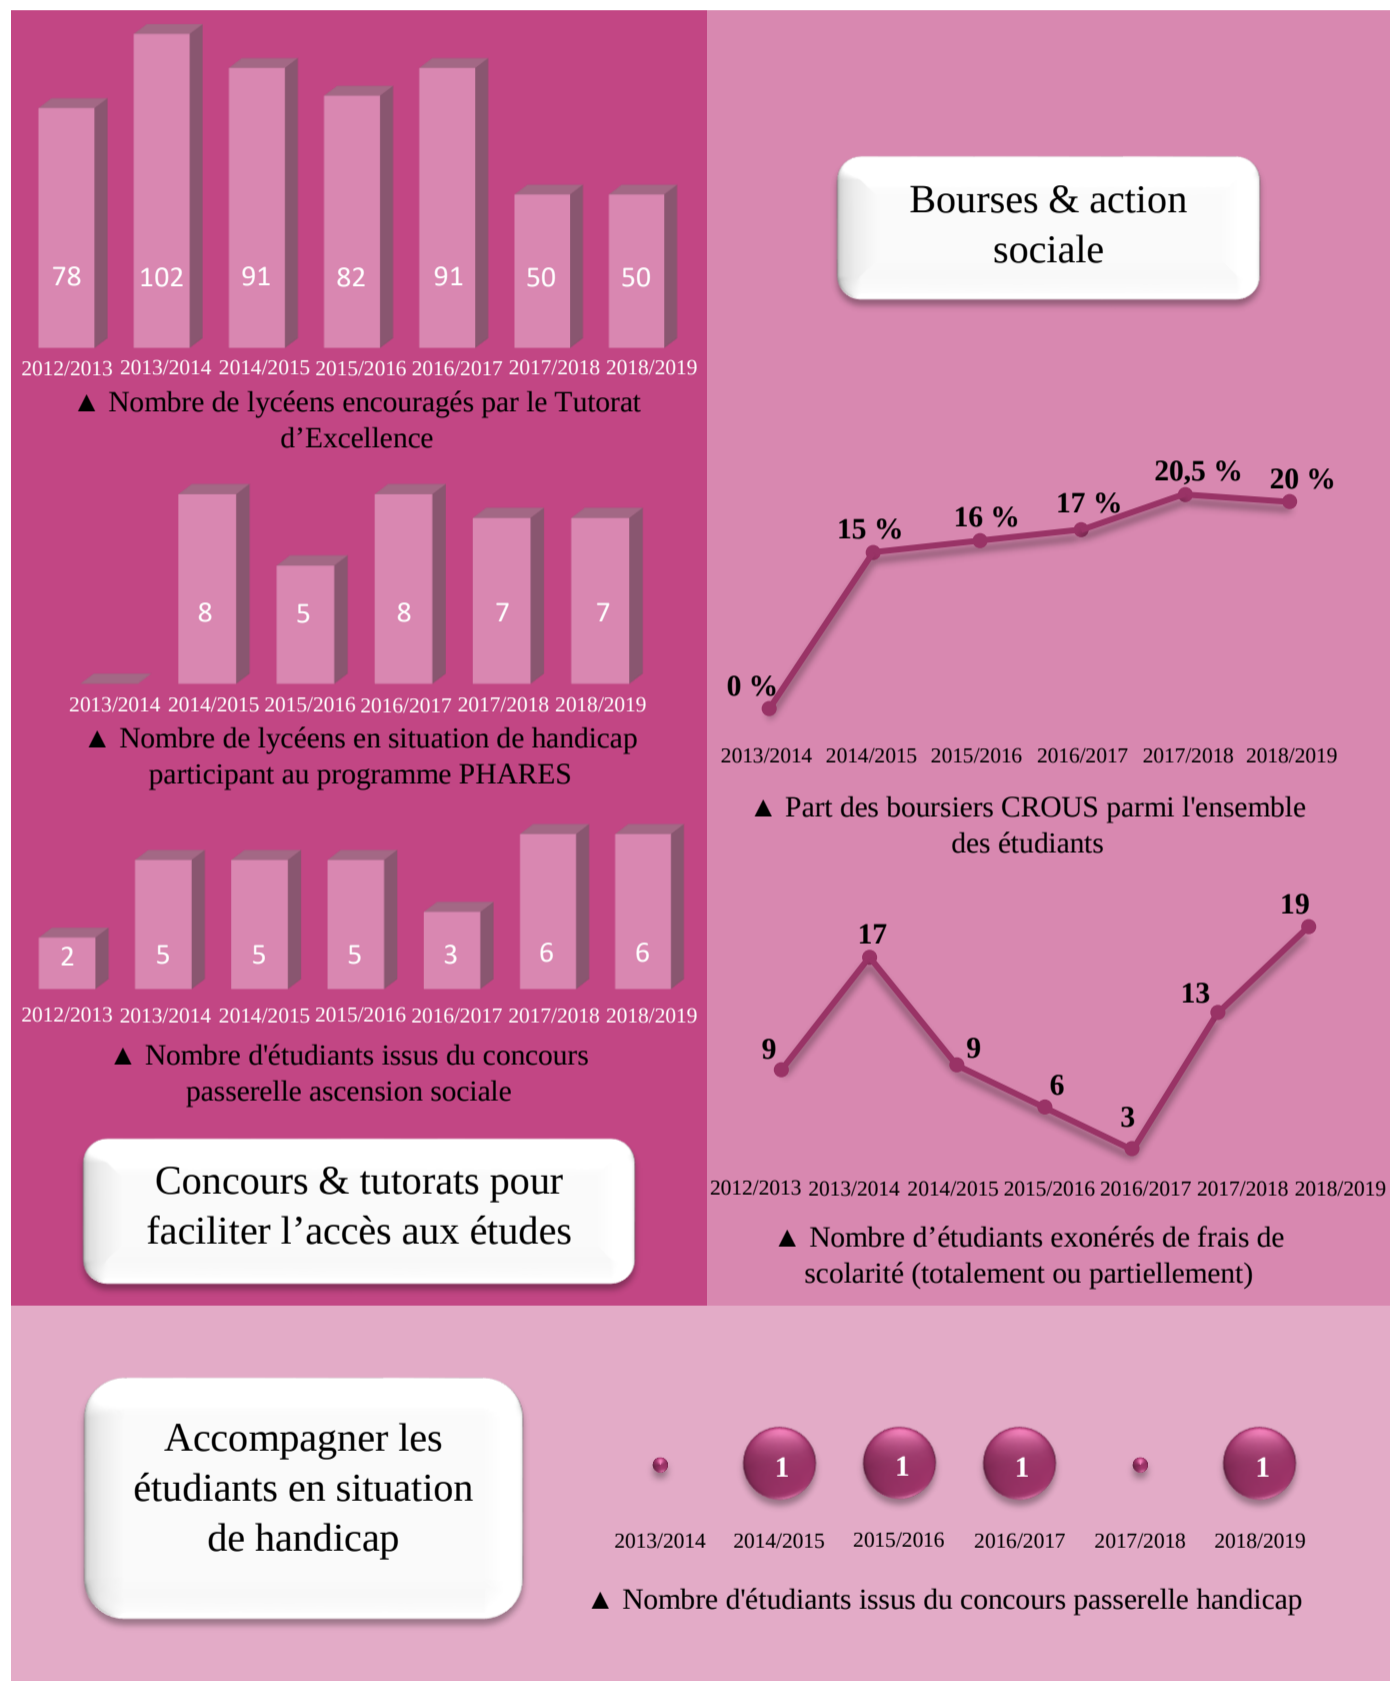 78 102 91 82 91 50 50
2012/2013 2013/2014 2014/2015 2015/2016 2016/2017 2017/2018 2018/2019
▲ Nombre de lycéens encouragés par le Tutorat
d’Excellence
8 5 8 7 7
2013/2014 2014/2015 2015/2016 2016/2017 2017/2018 2018/2019
▲ Nombre de lycéens en situation de handicap
participant au programme PHARES
2 5 5 5 3 6 6
2012/2013 2013/2014 2014/2015 2015/2016 2016/2017 2017/2018 2018/2019
▲ Nombre d'étudiants issus du concours
passerelle ascension sociale
Concours & tutorats pour
faciliter l’accès aux études
Bourses & action
sociale
0 % 15 % 16 % 17 % 20,5 % 20 %
2013/2014 2014/2015 2015/2016 2016/2017 2017/2018 2018/2019
▲ Part des boursiers CROUS parmi l'ensemble
des étudiants
9 17 9 6 3 13 19
2012/2013 2013/2014 2014/2015 2015/2016 2016/2017 2017/2018 2018/2019
▲ Nombre d’étudiants exonérés de frais de
scolarité (totalement ou partiellement)
Accompagner les
étudiants en situation
de handicap
1 1 1 1
2013/2014 2014/2015 2015/2016 2016/2017 2017/2018 2018/2019
▲ Nombre d'étudiants issus du concours passerelle handicap